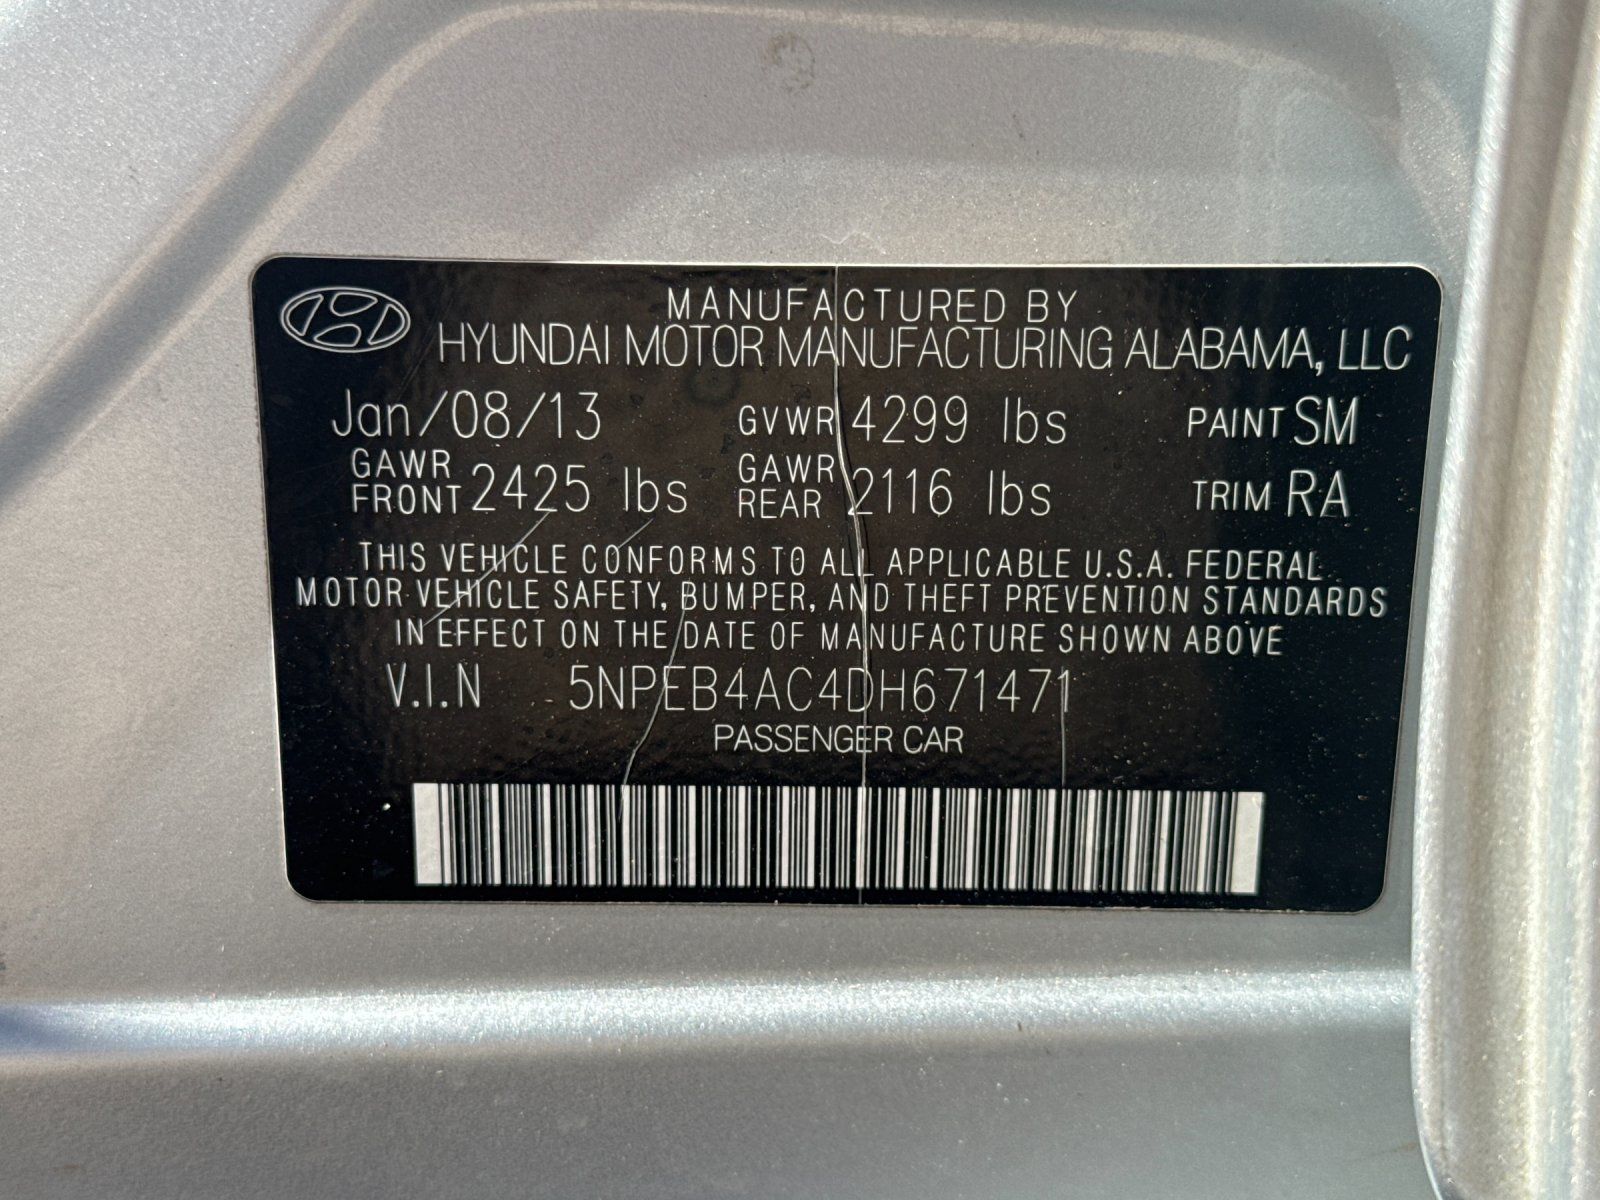 MANUFACTURED BY
HYUNDAI MOTOR MANUFACTURING ALABAMA, LLC
Jan/08/13 GVWR 4299 lbs PAINT SM
GAWR FRONT 2425 lbs GAWR REAR 2116 lbs TRIM RA
THIS VEHICLE CONFORMS TO ALL APPLICABLE U.S.A. FEDERAL
MOTOR VEHICLE SAFETY, BUMPER, AND THEFT PREVENTION STANDARDS
IN EFFECT ON THE DATE OF MANUFACTURE SHOWN ABOVE
V.I.N 5NPEB4AC4DH671471
PASSENGER CAR